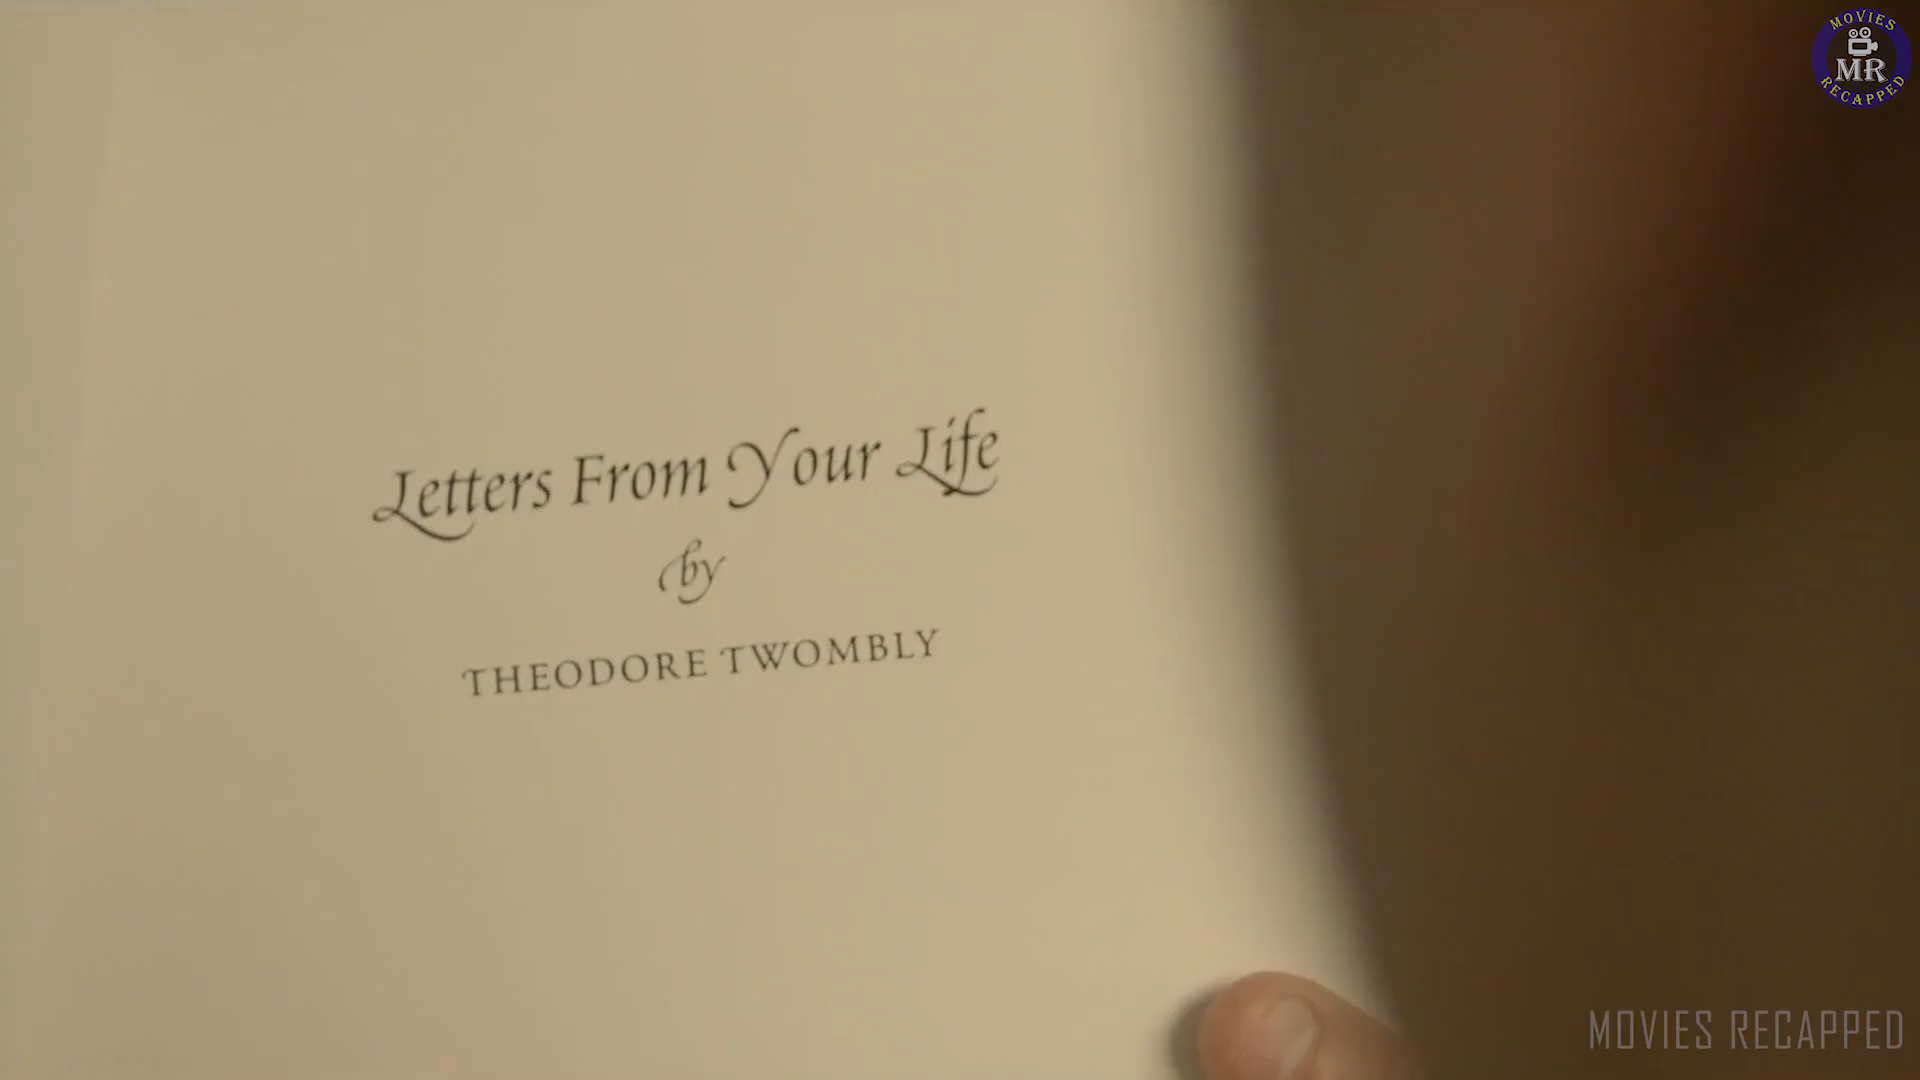 Letters From Your Life
by
THEODORE TWOMBLY
MOVIES
MR
RECAPPED
MOVIES RECAPPED